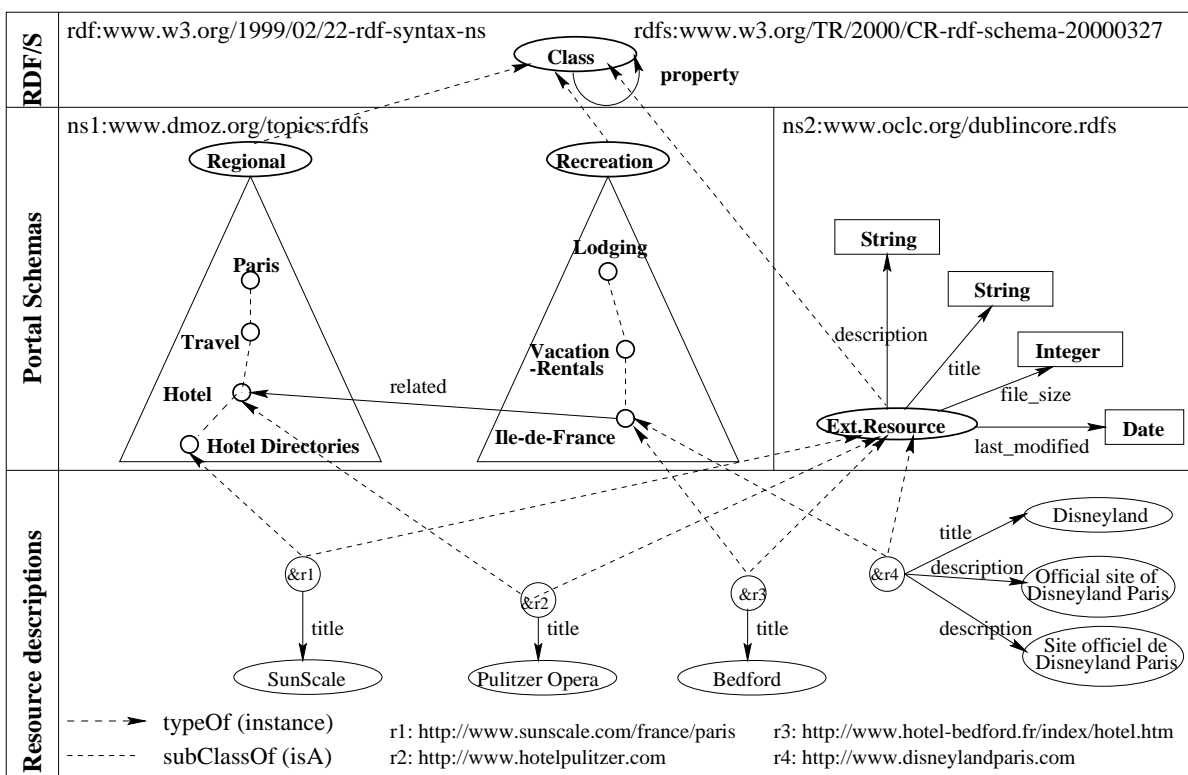 RDF/S
rdf:www.w3.org/1999/02/22-rdf-syntax-ns
rdfs:www.w3.org/TR/2000/CR-rdf-schema-20000327
Class
property
Portal Schemas
ns1:www.dmoz.org/topics.rdfs
ns2:www.oclc.org/dublincore.rdfs
Regional
Recreation
Paris
Travel
Hotel
Hotel Directories
Lodging
Vacation
-Rentals
Ile-de-France
related
String
String
Integer
Date
description
title
file_size
last_modified
Ext.Resource
Resource descriptions
&r1
&r2
&r3
&r4
title
title
title
title
description
description
SunScale
Pulitzer Opera
Bedford
Disneyland
Official site of
Disneyland Paris
Site officiel de
Disneyland Paris
typeOf (instance)
subClassOf (isA)
r1: http://www.sunscale.com/france/paris
r2: http://www.hotelpulitzer.com
r3: http://www.hotel-bedford.fr/index/hotel.htm
r4: http://www.disneylandparis.com